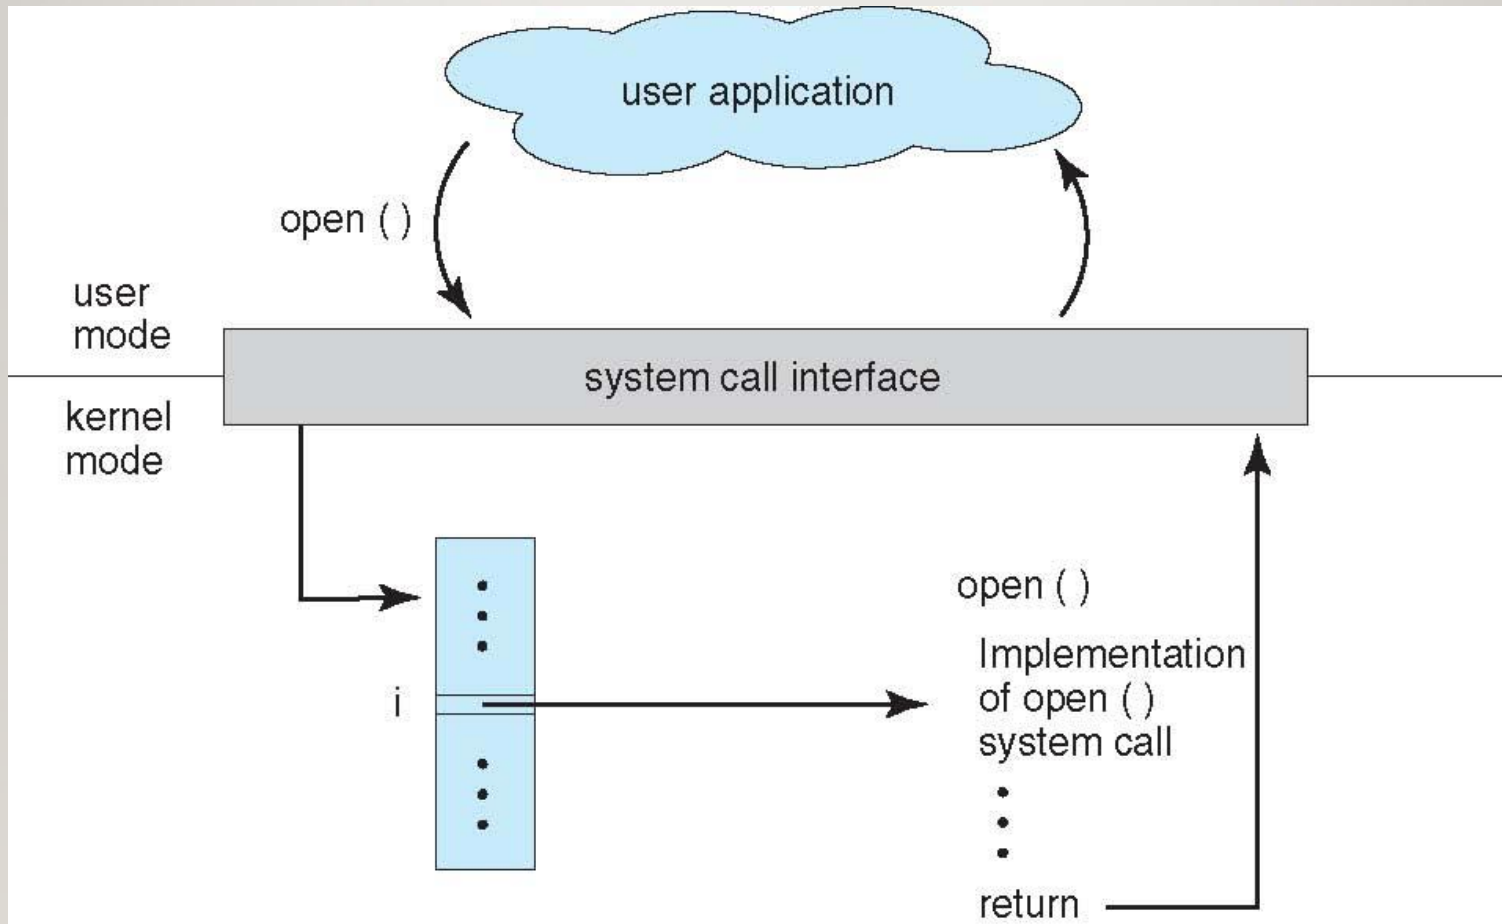 user application
open ( )
user
mode
system call interface
kernel
mode
open ( )
Implementation
of open ( )
system call
i
return